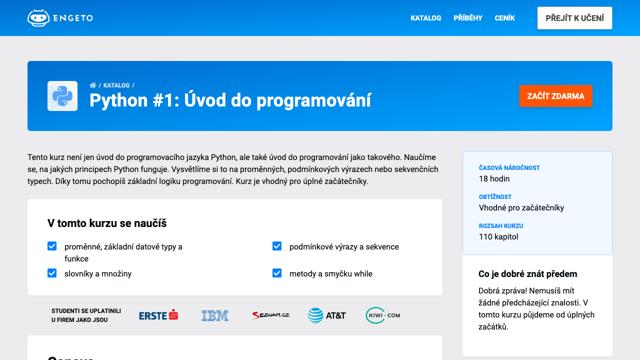 ENGETO
KATALOG
PŘÍBĚHY
CENÍK
PŘEJÍT K UČENÍ
/ KATALOG /
Python #1: Úvod do programování
ZAČÍT ZDARMA
Tento kurz není jen úvod do programovacího jazyka Python, ale také úvod do programování jako takového. Naučíme
se, na jakých principech Python funguje. Vysvětlíme si to na proměnných, podmínkových výrazech nebo sekvenčních
typech. Díky tomu pochopíš základní logiku programování. Kurz je vhodný pro úplné začátečníky.
V tomto kurzu se naučíš
proměnné, základní datové typy a
funkce
podmínkové výrazy a sekvence
slovníky a množiny
metody a smyčku while
STUDENTI SE UPLATNILI
U FIREM JAKO JSOU
ERSTE
IBM
SEZNAM.CZ
AT&T
KIWI.COM
ČASOVÁ NÁROČNOST
18 hodin
OBTÍŽNOST
Vhodné pro začátečníky
ROZSAH KURZU
110 kapitol
Co je dobré znát předem
Dobrá zpráva! Nemusíš mít
žádné předcházející znalosti. V
tomto kurzu půjdeme od úplných
začátků.